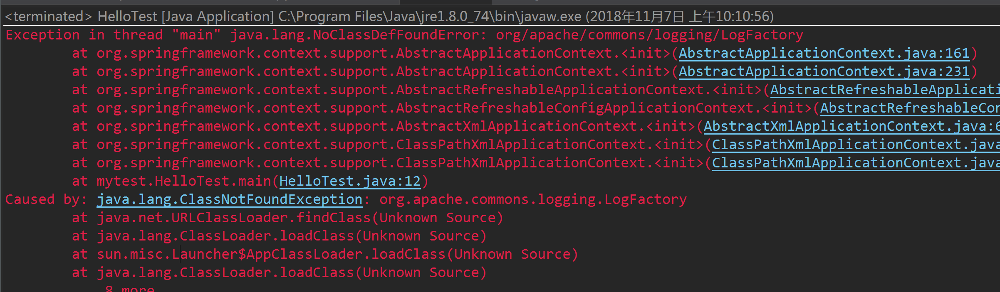 <terminated> HelloTest [Java Application] C:\Program Files\Java\jre1.8.0_74\bin\javaw.exe (2018年11月7日 上午10:10:56)
Exception in thread "main" java.lang.NoClassDefFoundError: org/apache/commons/logging/LogFactory
at org.springframework.context.support.AbstractApplicationContext.<init>(AbstractApplicationContext.java:161)
at org.springframework.context.support.AbstractApplicationContext.<init>(AbstractApplicationContext.java:231)
at org.springframework.context.support.AbstractRefreshableApplicationContext.<init>(AbstractRefreshableApplicati
at org.springframework.context.support.AbstractRefreshableConfigApplicationContext.<init>(AbstractRefreshableCon
at org.springframework.context.support.AbstractXmlApplicationContext.<init>(AbstractXmlApplicationContext.java:6
at org.springframework.context.support.ClassPathXmlApplicationContext.<init>(ClassPathXmlApplicationContext.java
at org.springframework.context.support.ClassPathXmlApplicationContext.<init>(ClassPathXmlApplicationContext.java
at mytest.HelloTest.main(HelloTest.java:12)
Caused by: java.lang.ClassNotFoundException: org.apache.commons.logging.LogFactory
at java.net.URLClassLoader.findClass(Unknown Source)
at java.lang.ClassLoader.loadClass(Unknown Source)
at sun.misc.Launcher$AppClassLoader.loadClass(Unknown Source)
at java.lang.ClassLoader.loadClass(Unknown Source)
8 more